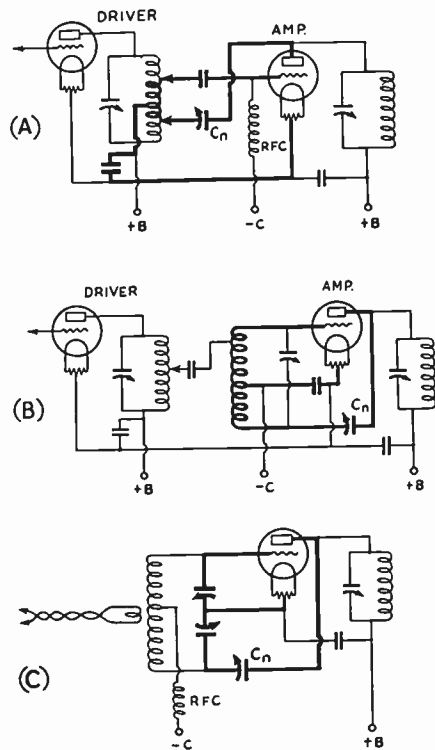 DRIVER
AMP.
(A)
Cn
RFC
+B
-C
+B
DRIVER
AMP.
(B)
Cn
+B
-C
+B
(C)
Cn
RFC
-C
+B